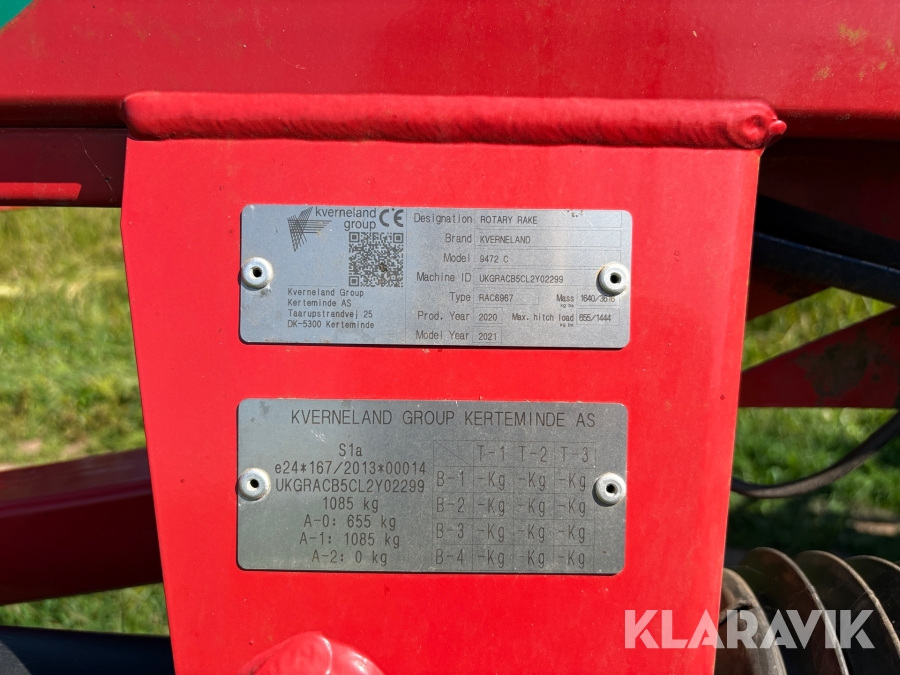 kverneland
group CE
Kverneland Group
Kerteminde AS
Taarupstrandvej 25
DK-5300 Kerteminde
Designation ROTARY RAKE
Brand KVERNELAND
Model 9472 C
Machine ID UKGRACB5CL2Y02299
Type RAC6967 Mass kg lbs 1640/3616
Prod. Year 2020 Max. hitch load kg lbs 655/1444
Model Year 2021
KVERNELAND GROUP KERTEMINDE AS
S1a
e24*167/2013*00014
UKGRACB5CL2Y02299
1085 kg
A-0: 655 kg
A-1: 1085 kg
A-2: 0 kg
T-1 T-2 T-3
B-1 -Kg -Kg -Kg
B-2 -Kg -Kg -Kg
B-3 -Kg -Kg -Kg
B-4 -Kg -Kg -Kg
KLARAVIK